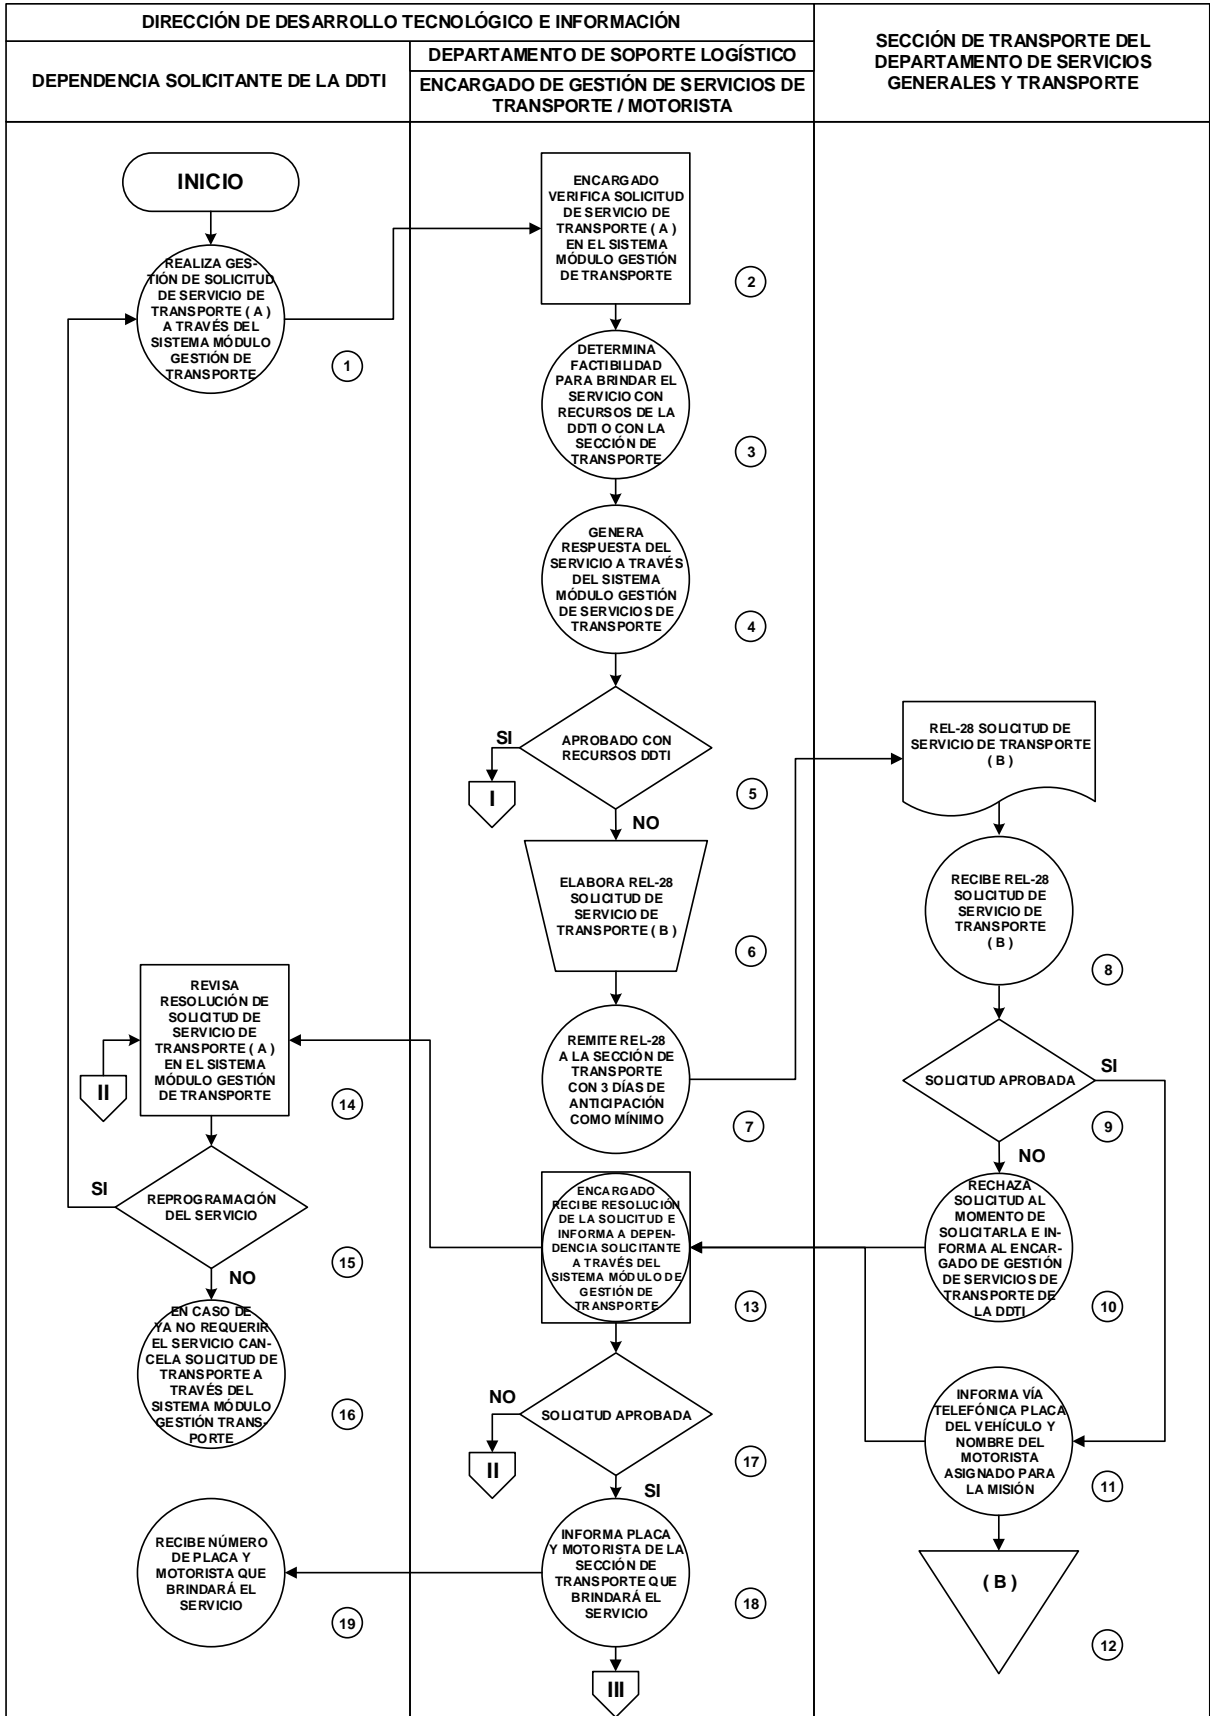 DIRECCIÓN DE DESARROLLO TECNOLÓGICO E INFORMACIÓN
DEPENDENCIA SOLICITANTE DE LA DDTI
DEPARTAMENTO DE SOPORTE LOGÍSTICO
ENCARGADO DE GESTIÓN DE SERVICIOS DE
TRANSPORTE / MOTORISTA
SECCIÓN DE TRANSPORTE DEL
DEPARTAMENTO DE SERVICIOS
GENERALES Y TRANSPORTE
INICIO
REALIZA GES-
TIÓN DE SOLICITUD
DE SERVICIO DE
TRANSPORTE ( A )
A TRAVÉS DEL
SISTEMA MÓDULO
GESTIÓN DE
TRANSPORTE
1
ENCARGADO
VERIFICA SOLICITUD
DE SERVICIO DE
TRANSPORTE ( A )
EN EL SISTEMA
MÓDULO GESTIÓN
DE TRANSPORTE
2
DETERMINA
FACTIBILIDAD
PARA BRINDAR EL
SERVICIO CON
RECURSOS DE LA
DDTI O CON LA
SECCIÓN DE
TRANSPORTE
3
GENERA
RESPUESTA DEL
SERVICIO A TRAVÉS
DEL SISTEMA
MÓDULO GESTIÓN
DE SERVICIOS DE
TRANSPORTE
4
SI
APROBADO CON
RECURSOS DDTI
I
5
NO
ELABORA REL-28
SOLICITUD DE
SERVICIO DE
TRANSPORTE ( B )
6
REMITE REL-28
A LA SECCIÓN DE
TRANSPORTE
CON 3 DÍAS DE
ANTICIPACIÓN
COMO MÍNIMO
7
REL-28 SOLICITUD DE
SERVICIO DE TRANSPORTE
( B )
RECIBE REL-28
SOLICITUD DE
SERVICIO DE
TRANSPORTE
( B )
8
SOLICITUD APROBADA
SI
9
NO
RECHAZA
SOLICITUD AL
MOMENTO DE
SOLICITARLA E IN-
FORMA AL ENCAR-
GADO DE GESTIÓN
DE SERVICIOS DE
TRANSPORTE DE
LA DDTI
10
INFORMA VÍA
TELEFÓNICA PLACA
DEL VEHÍCULO Y
NOMBRE DEL
MOTORISTA
ASIGNADO PARA
LA MISIÓN
11
( B )
12
ENCARGADO
RECIBE RESOLUCIÓN
DE LA SOLICITUD E
INFORMA A DEPEN-
DENCIA SOLICITANTE
A TRAVÉS DEL
SISTEMA MÓDULO DE
GESTIÓN DE
TRANSPORTE
13
REVISA
RESOLUCIÓN DE
SOLICITUD DE
SERVICIO DE
TRANSPORTE ( A )
EN EL SISTEMA
MÓDULO GESTIÓN
DE TRANSPORTE
II
14
SI
REPROGRAMACIÓN
DEL SERVICIO
15
NO
EN CASO DE
YA NO REQUERIR
EL SERVICIO CAN-
CELA SOLICITUD DE
TRANSPORTE A
TRAVÉS DEL
SISTEMA MÓDULO
GESTIÓN TRANS-
PORTE
16
NO
SOLICITUD APROBADA
II
17
SI
INFORMA PLACA
Y MOTORISTA DE LA
SECCIÓN DE
TRANSPORTE QUE
BRINDARÁ EL
SERVICIO
18
III
RECIBE NÚMERO
DE PLACA Y
MOTORISTA QUE
BRINDARÁ EL
SERVICIO
19